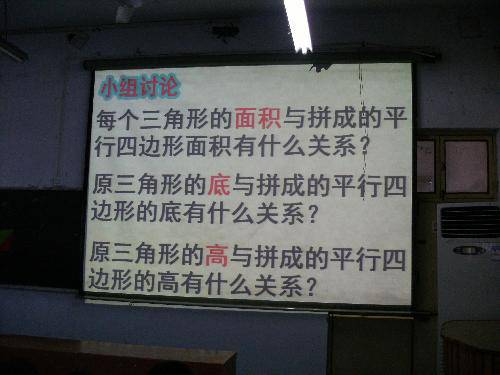 小组讨论
每个三角形的面积与拼成的平
行四边形面积有什么关系？
原三角形的底与拼成的平行四
边形的底有什么关系？
原三角形的高与拼成的平行四
边形的高有什么关系？